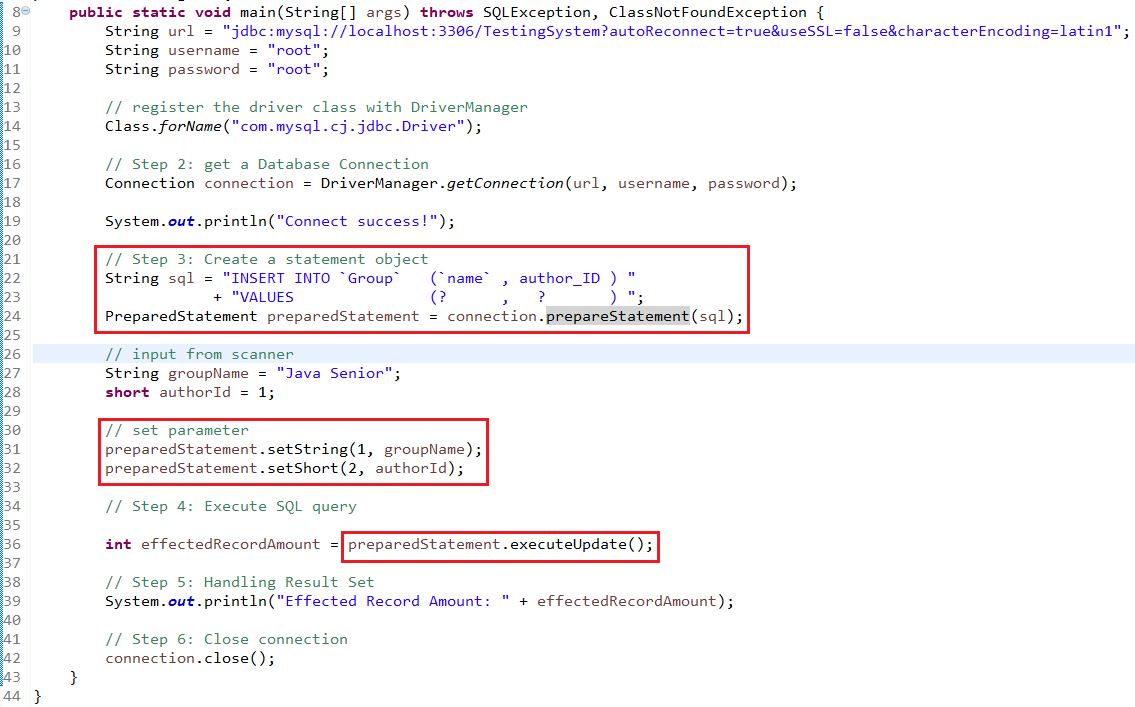 8 public static void main(String[] args) throws SQLException, ClassNotFoundException {
9 String url = "jdbc:mysql://localhost:3306/TestingSystem?autoReconnect=true&useSSL=false&characterEncoding=latin1";
10 String username = "root";
11 String password = "root";
12
13 // register the driver class with DriverManager
14 Class.forName("com.mysql.cj.jdbc.Driver");
15
16 // Step 2: get a Database Connection
17 Connection connection = DriverManager.getConnection(url, username, password);
18
19 System.out.println("Connect success!");
20
21 // Step 3: Create a statement object
22 String sql = "INSERT INTO `Group`   (`name` , author_ID ) "
23 + "VALUES               (?      ,   ?       ) ";
24 PreparedStatement preparedStatement = connection.prepareStatement(sql);
25
26 // input from scanner
27 String groupName = "Java Senior";
28 short authorId = 1;
29
30 // set parameter
31 preparedStatement.setString(1, groupName);
32 preparedStatement.setShort(2, authorId);
33
34 // Step 4: Execute SQL query
35
36 int effectedRecordAmount = preparedStatement.executeUpdate();
37
38 // Step 5: Handling Result Set
39 System.out.println("Effected Record Amount: " + effectedRecordAmount);
40
41 // Step 6: Close connection
42 connection.close();
43 }
44 }